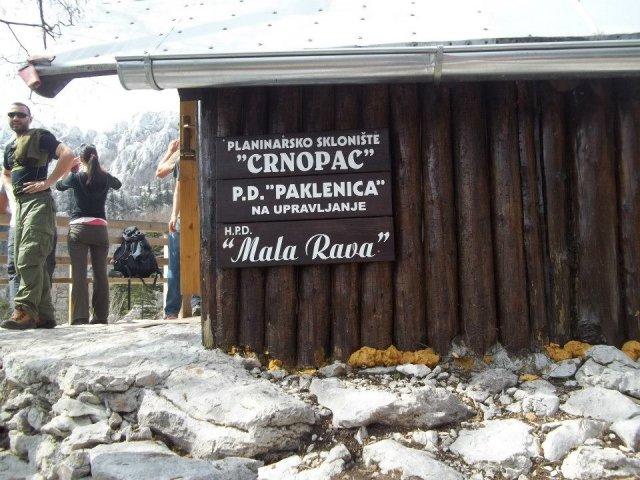 PLANINARSKO SKLONIŠTE
"CRNOPAC"
P.D. "PAKLENICA"
NA UPRAVLJANJE
H.P.D.
"Mala Rava"